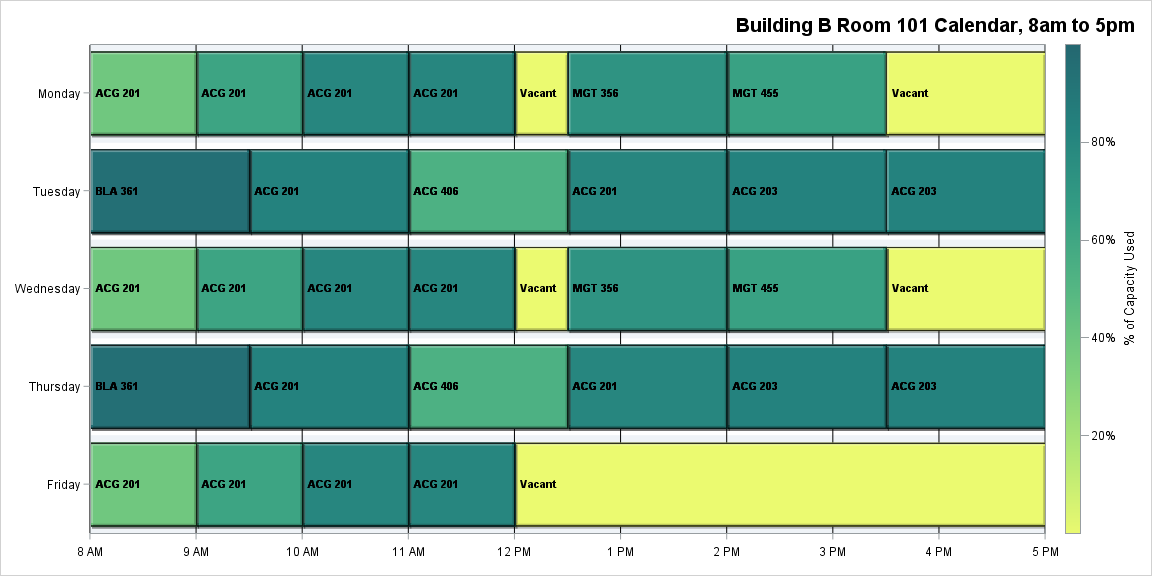 Building B Room 101 Calendar, 8am to 5pm
Monday ACG 201 ACG 201 ACG 201 ACG 201 Vacant MGT 356 MGT 455 Vacant
Tuesday BLA 361 ACG 201 ACG 406 ACG 201 ACG 203 ACG 203
Wednesday ACG 201 ACG 201 ACG 201 ACG 201 Vacant MGT 356 MGT 455 Vacant
Thursday BLA 361 ACG 201 ACG 406 ACG 201 ACG 203 ACG 203
Friday ACG 201 ACG 201 ACG 201 ACG 201 Vacant
8 AM 9 AM 10 AM 11 AM 12 PM 1 PM 2 PM 3 PM 4 PM 5 PM
80%
60%
40%
20%
% of Capacity Used